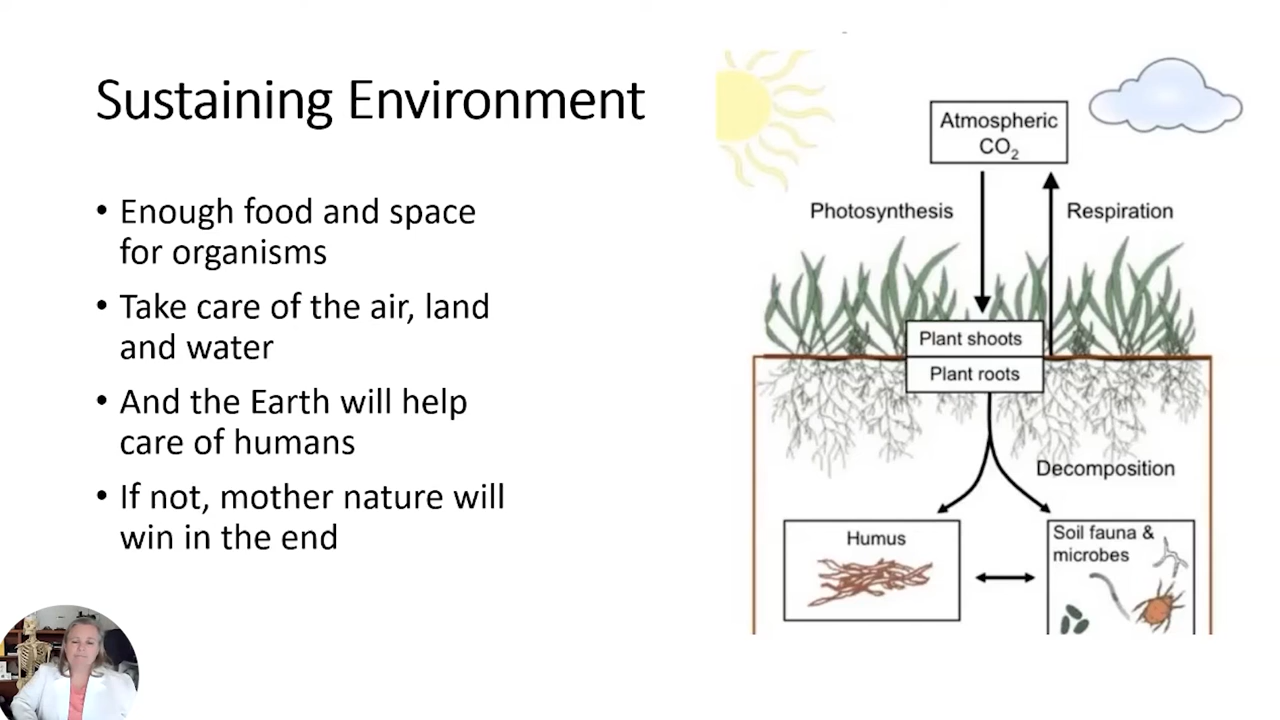 Sustaining Environment
• Enough food and space
for organisms
• Take care of the air, land
and water
• And the Earth will help
care of humans
• If not, mother nature will
win in the end
Atmospheric
CO₂
Photosynthesis
Respiration
Plant shoots
Plant roots
Decomposition
Humus
Soil fauna &
microbes